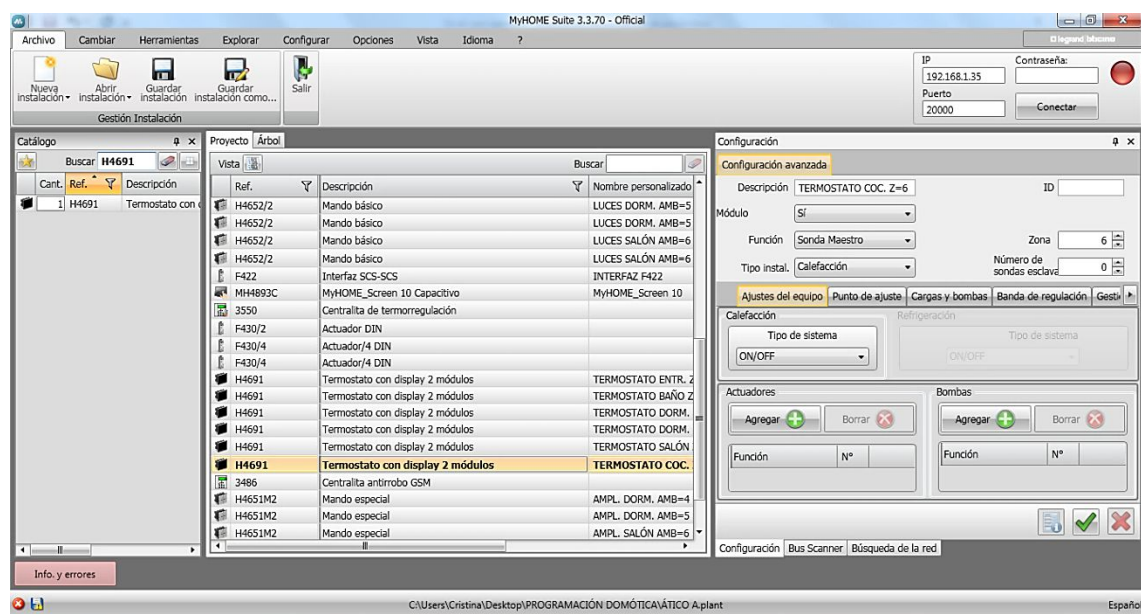 MyHOME Suite 3.3.70 - Official
Archivo Cambiar Herramientas Explorar Configurar Opciones Vista Idioma ?
legrand bticino
Nueva instalación
Abrir instalación
Guardar instalación
Guardar instalación como...
Salir
Gestión Instalación
IP
192.168.1.35
Puerto
20000
Contraseña:
Conectar
Catálogo
Buscar H4691
Cant. Ref. Descripción
1 H4691 Termostato con
Proyecto Árbol
Vista Buscar
Ref. Descripción Nombre personalizado
H4652/2 Mando básico LUCES DORM. AMB=5
H4652/2 Mando básico LUCES DORM. AMB=5
H4652/2 Mando básico LUCES SALÓN AMB=6
H4652/2 Mando básico LUCES SALÓN AMB=6
F422 Interfaz SCS-SCS INTERFAZ F422
MH4893C MyHOME_Screen 10 Capacitivo MyHOME_Screen 10
3550 Centralita de termorregulación
F430/2 Actuador DIN
F430/4 Actuador/4 DIN
F430/4 Actuador/4 DIN
H4691 Termostato con display 2 módulos TERMOSTATO ENTR. Z
H4691 Termostato con display 2 módulos TERMOSTATO BAÑO Z
H4691 Termostato con display 2 módulos TERMOSTATO DORM.
H4691 Termostato con display 2 módulos TERMOSTATO DORM.
H4691 Termostato con display 2 módulos TERMOSTATO SALÓN
H4691 Termostato con display 2 módulos TERMOSTATO COC.
3486 Centralita antirrobo GSM
H4651M2 Mando especial AMPL. DORM. AMB=4
H4651M2 Mando especial AMPL. DORM. AMB=5
H4651M2 Mando especial AMPL. SALÓN AMB=6
Configuración
Configuración avanzada
Descripción TERMOSTATO COC. Z=6 ID
Módulo Sí
Función Sonda Maestro Zona 6
Tipo instal. Calefacción Número de sondas esclava 0
Ajustes del equipo Punto de ajuste Cargas y bombas Banda de regulación Gesti
Calefacción Refrigeración
Tipo de sistema Tipo de sistema
ON/OFF ON/OFF
Actuadores Bombas
Agregar Borrar Agregar Borrar
Función Nº Función Nº
Configuración Bus Scanner Búsqueda de la red
Info. y errores
C:\Users\Cristina\Desktop\PROGRAMACIÓN DOMÓTICA\ÁTICO A.plant
Español